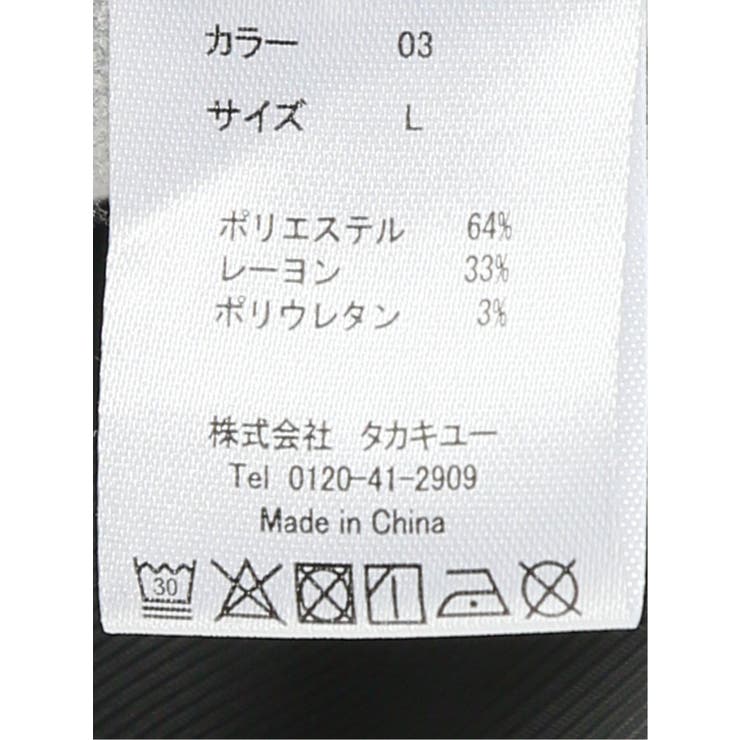 カラー 03
サイズ L
ポリエステル 64%
レーヨン 33%
ポリウレタン 3%
株式会社 タカキユー
Tel 0120-41-2909
Made in China
30